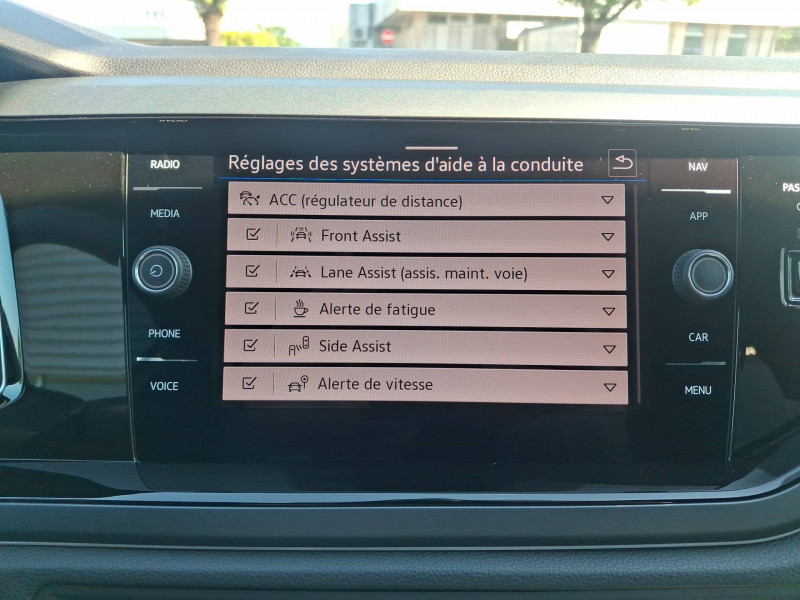 RADIO
MEDIA
PHONE
VOICE
Réglages des systèmes d'aide à la conduite
ACC (régulateur de distance)
Front Assist
Lane Assist (assis. maint. voie)
Alerte de fatigue
Side Assist
Alerte de vitesse
NAV
APP
CAR
MENU
PAS